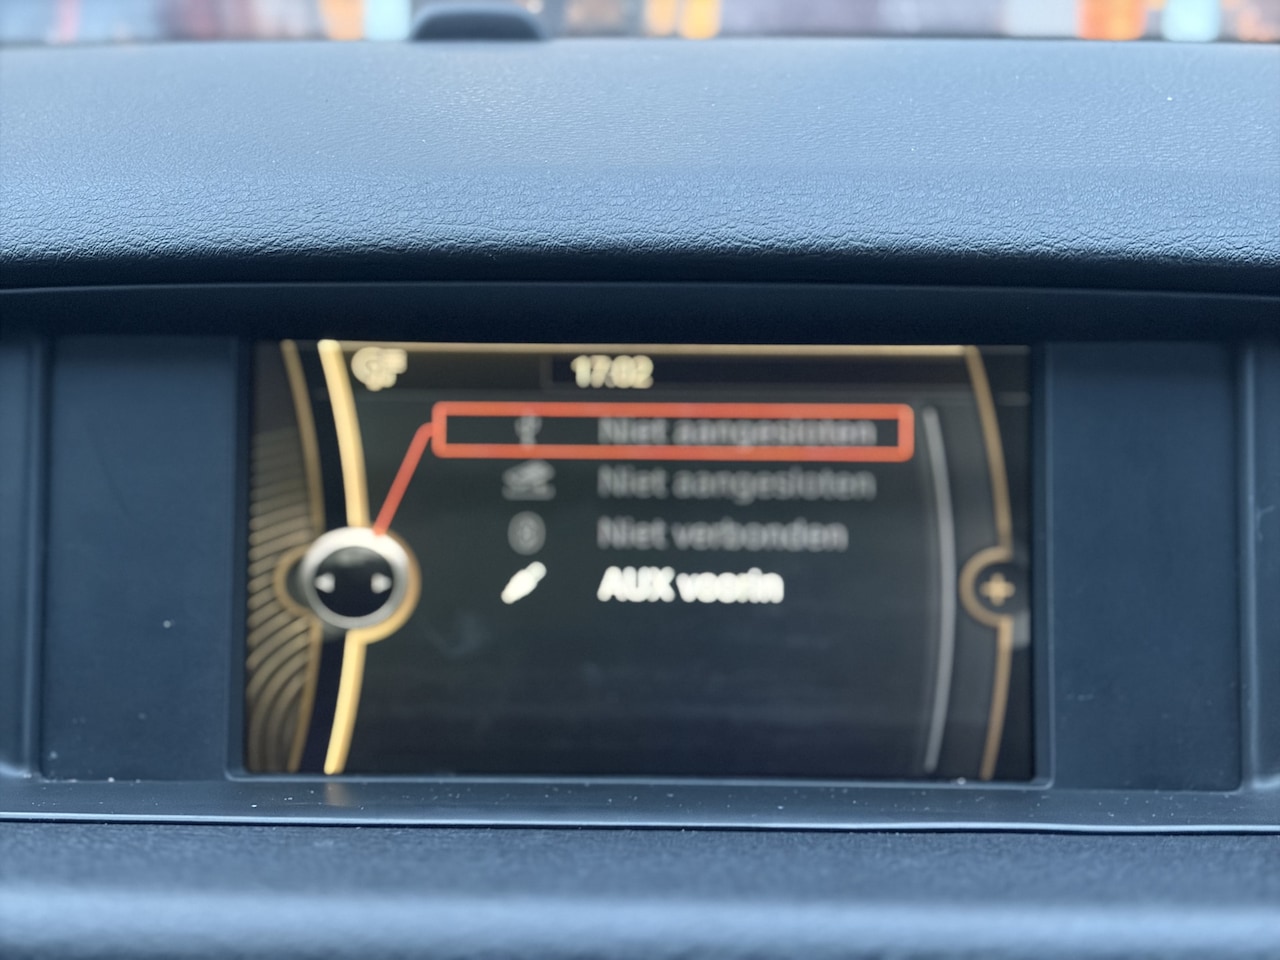 17:02
Niet aangesloten
Niet aangesloten
Niet verbonden
AUX voorin